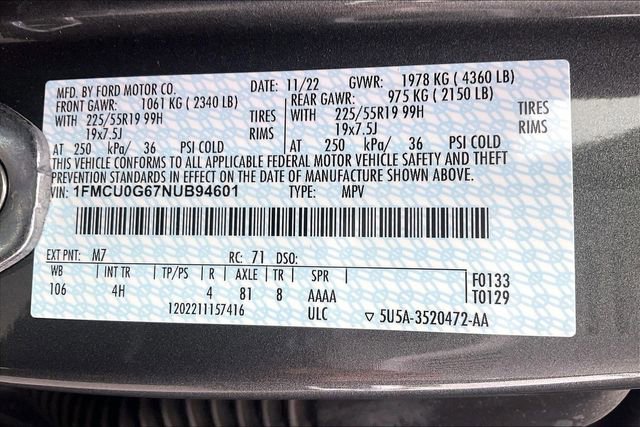 MFD. BY FORD MOTOR CO. DATE: 11/22 GVWR: 1978 KG ( 4360 LB)
FRONT GAWR: 1061 KG ( 2340 LB) REAR GAWR: 975 KG ( 2150 LB)
WITH 225/55R19 99H TIRES WITH 225/55R19 99H TIRES
19x7.5J RIMS 19x7.5J RIMS
AT 250 kPa/ 36 PSI COLD AT 250 kPa/ 36 PSI COLD
THIS VEHICLE CONFORMS TO ALL APPLICABLE FEDERAL MOTOR VEHICLE SAFETY AND THEFT
PREVENTION STANDARDS IN EFFECT ON THE DATE OF MANUFACTURE SHOWN ABOVE.
VIN: 1FMCU0G67NUB94601 TYPE: MPV
EXT PNT: M7 RC: 71 DSO:
WB INT TR TP/PS R AXLE TR SPR F0133
106 4H 4 81 8 AAAA T0129
1202211157416 ULC ▽ 5U5A-3520472-AA